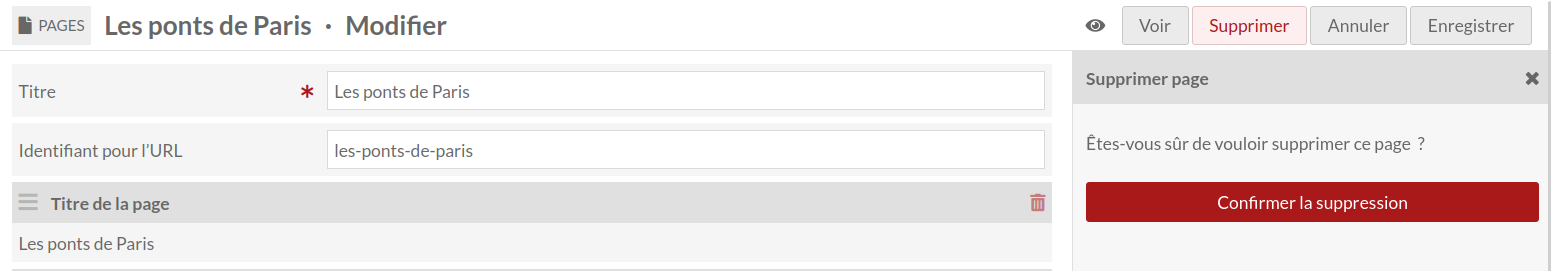 PAGES Les ponts de Paris · Modifier
Voir Supprimer Annuler Enregistrer
Titre * Les ponts de Paris
Identifiant pour l’URL les-ponts-de-paris
Titre de la page
Les ponts de Paris
Supprimer page
Êtes-vous sûr de vouloir supprimer ce page ?
Confirmer la suppression